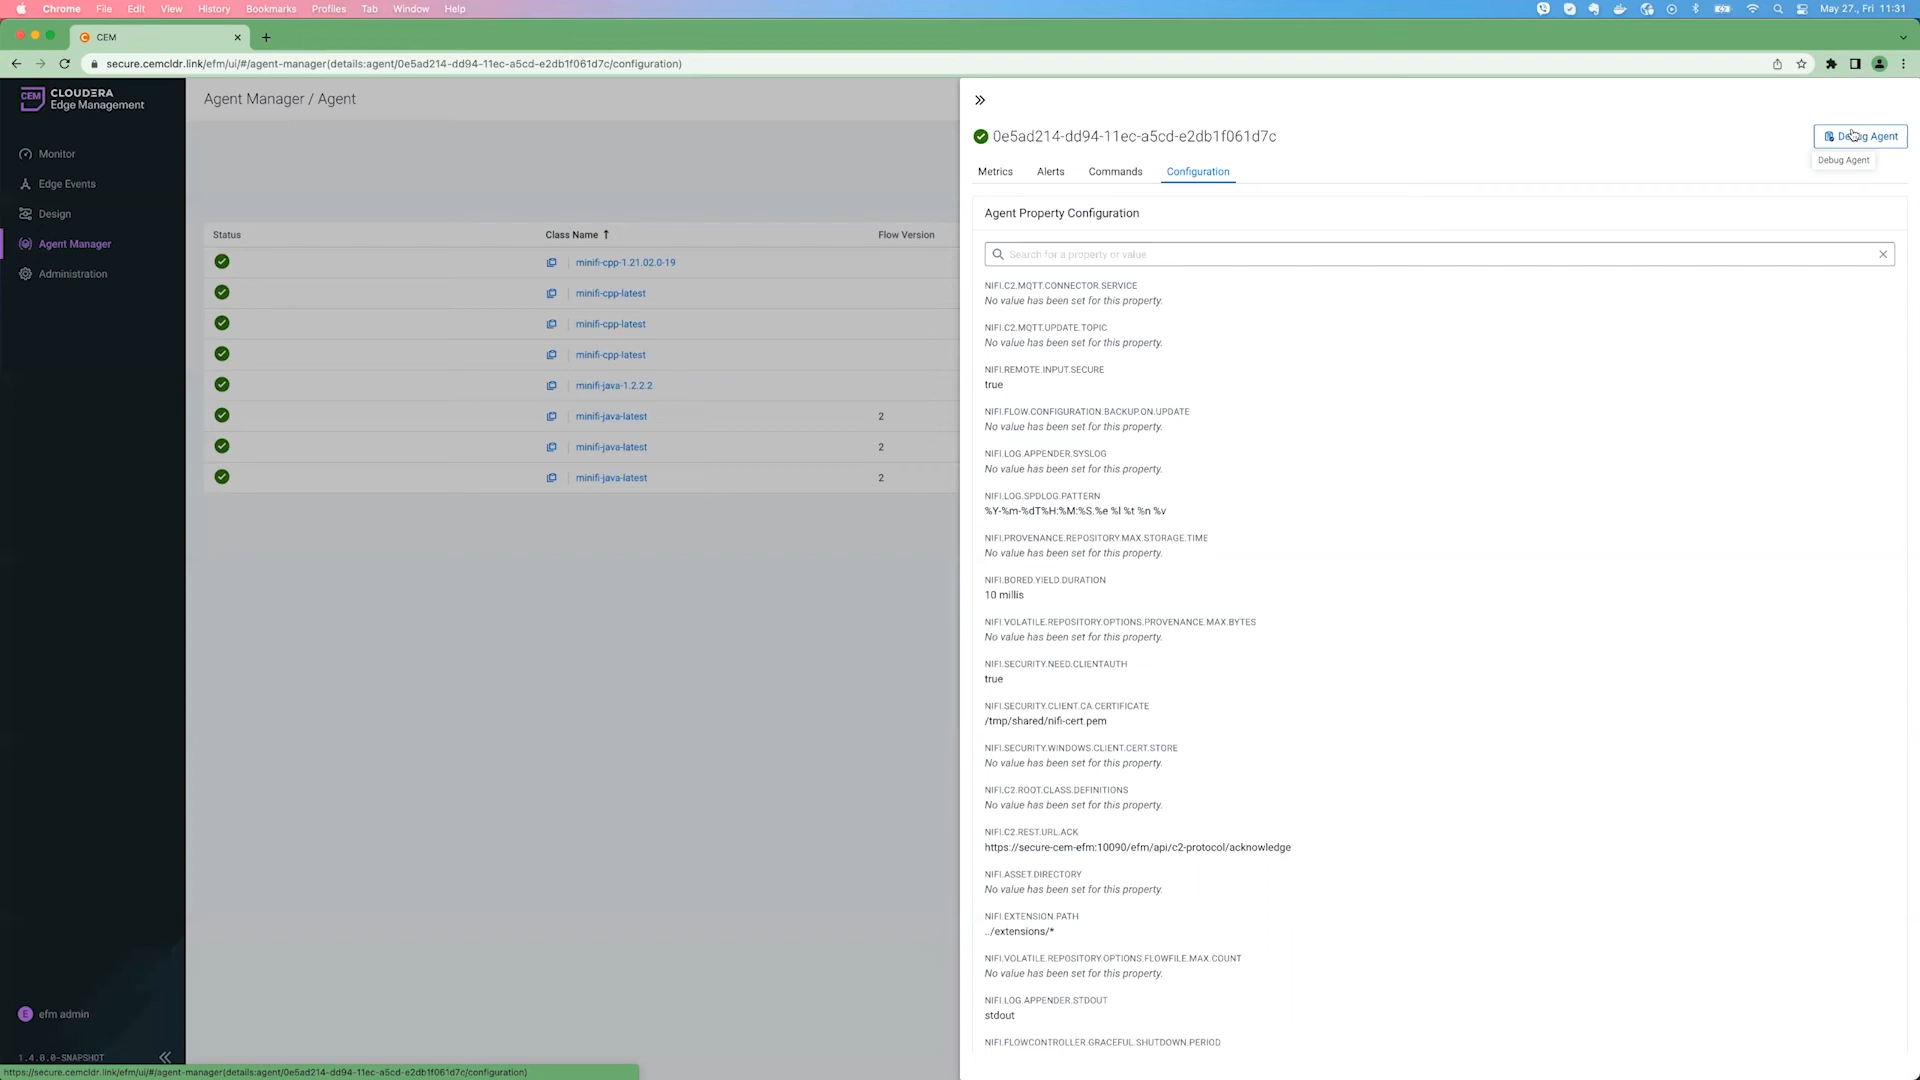 Chrome File Edit View History Bookmarks Profiles Tab Window Help May 27., Fri 11:31
CEM
secure.cemcldr.link/efm/ui/#/agent-manager(details:agent/0e5ad214-dd94-11ec-a5cd-e2db1f061d7c/configuration)
CEM
CLOUDERA
Edge Management
Monitor
Edge Events
Design
Agent Manager
Administration
E efm admin
1.4.0.0-SNAPSHOT
https://secure.cemcldr.link/efm/ui/#/agent-manager(details:agent/0e5ad214-dd94-11ec-a5cd-e2db1f061d7c/configuration)
Agent Manager / Agent
Status Class Name Flow Version
minifi-cpp-1.21.02.0-19
minifi-cpp-latest
minifi-cpp-latest
minifi-cpp-latest
minifi-java-1.2.2.2
minifi-java-latest 2
minifi-java-latest 2
minifi-java-latest 2
0e5ad214-dd94-11ec-a5cd-e2db1f061d7c
Debug Agent
Debug Agent
Metrics Alerts Commands Configuration
Agent Property Configuration
Search for a property or value
NIFI.C2.MQTT.CONNECTOR.SERVICE
No value has been set for this property.
NIFI.C2.MQTT.UPDATE.TOPIC
No value has been set for this property.
NIFI.REMOTE.INPUT.SECURE
true
NIFI.FLOW.CONFIGURATION.BACKUP.ON.UPDATE
No value has been set for this property.
NIFI.LOG.APPENDER.SYSLOG
No value has been set for this property.
NIFI.LOG.SPDLOG.PATTERN
%Y-%m-%dT%H:%M:%S.%e %l %t %n %v
NIFI.PROVENANCE.REPOSITORY.MAX.STORAGE.TIME
No value has been set for this property.
NIFI.BORED.YIELD.DURATION
10 millis
NIFI.VOLATILE.REPOSITORY.OPTIONS.PROVENANCE.MAX.BYTES
No value has been set for this property.
NIFI.SECURITY.NEED.CLIENTAUTH
true
NIFI.SECURITY.CLIENT.CA.CERTIFICATE
/tmp/shared/nifi-cert.pem
NIFI.SECURITY.WINDOWS.CLIENT.CERT.STORE
No value has been set for this property.
NIFI.C2.ROOT.CLASS.DEFINITIONS
No value has been set for this property.
NIFI.C2.REST.URL.ACK
https://secure-cem-efm:10090/efm/api/c2-protocol/acknowledge
NIFI.ASSET.DIRECTORY
No value has been set for this property.
NIFI.EXTENSION.PATH
../extensions/*
NIFI.VOLATILE.REPOSITORY.OPTIONS.FLOWFILE.MAX.COUNT
No value has been set for this property.
NIFI.LOG.APPENDER.STDOUT
stdout
NIFI.FLOWCONTROLLER.GRACEFUL.SHUTDOWN.PERIOD